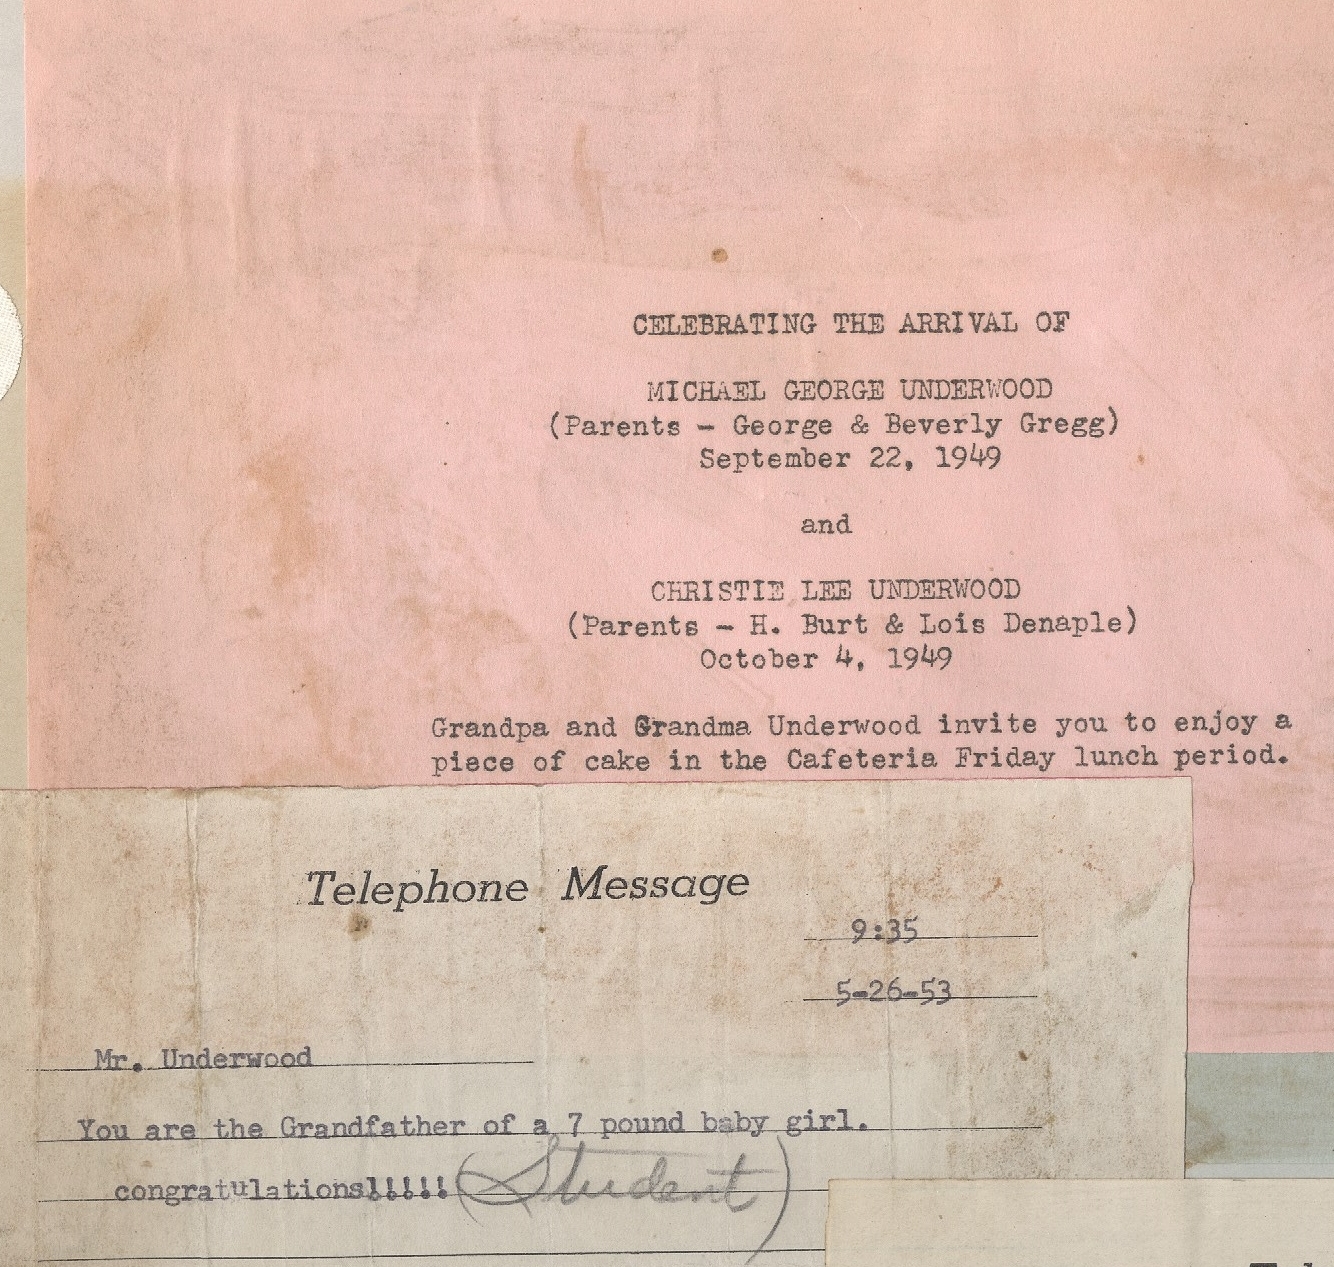 CELEBRATING THE ARRIVAL OF
MICHAEL GEORGE UNDERWOOD
(Parents - George & Beverly Gregg)
September 22, 1949
and
CHRISTIE LEE UNDERWOOD
(Parents - H. Burt & Lois Denaple)
October 4, 1949
Grandpa and Grandma Underwood invite you to enjoy a
piece of cake in the Cafeteria Friday lunch period.
Telephone Message
9:35
5-26-53
Mr. Underwood
You are the Grandfather of a 7 pound baby girl.
congratulations!!!!! (Student)